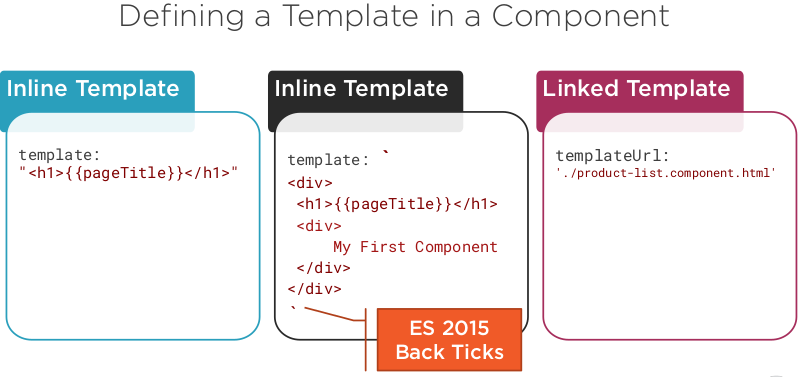 Defining a Template in a Component
Inline Template
template:
"<h1>{{pageTitle}}</h1>"
Inline Template
template: `
<div>
<h1>{{pageTitle}}</h1>
<div>
My First Component
</div>
</div>
`
ES 2015
Back Ticks
Linked Template
templateUrl:
'./product-list.component.html'